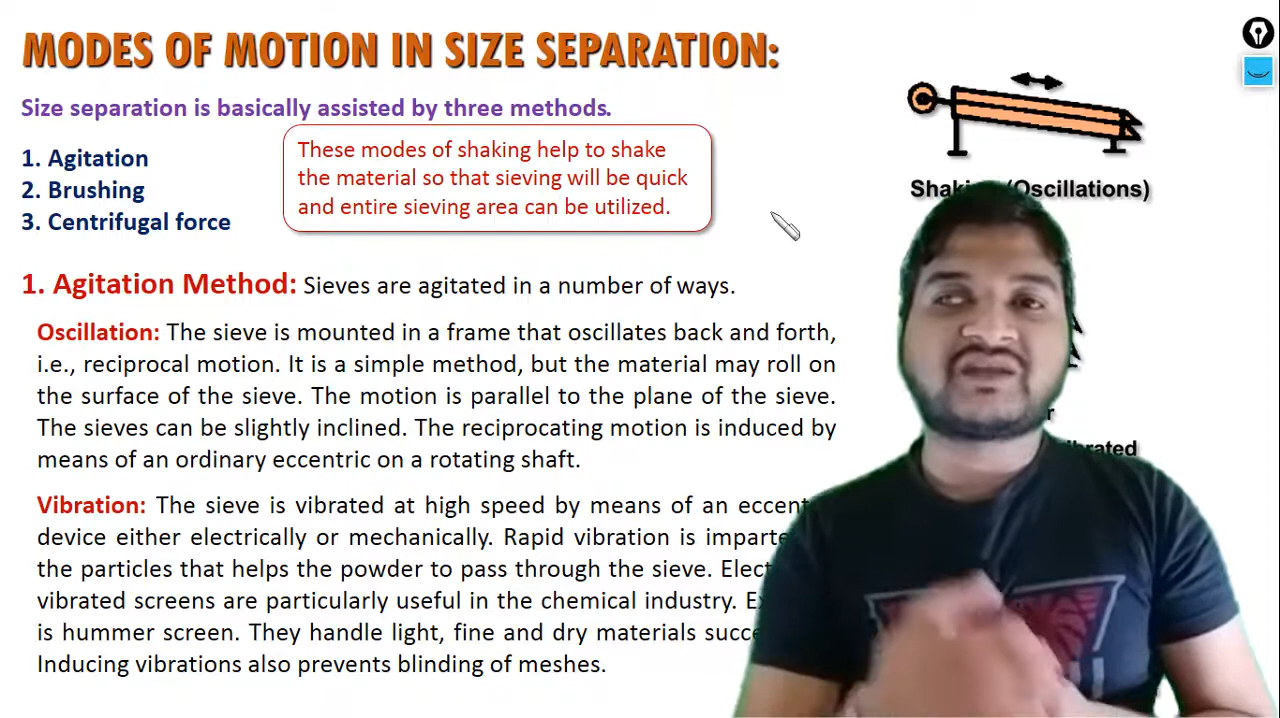 MODES OF MOTION IN SIZE SEPARATION:
Size separation is basically assisted by three methods.
1. Agitation
2. Brushing
3. Centrifugal force
These modes of shaking help to shake
the material so that sieving will be quick
and entire sieving area can be utilized.
1. Agitation Method: Sieves are agitated in a number of ways.
Oscillation: The sieve is mounted in a frame that oscillates back and forth,
i.e., reciprocal motion. It is a simple method, but the material may roll on
the surface of the sieve. The motion is parallel to the plane of the sieve.
The sieves can be slightly inclined. The reciprocating motion is induced by
means of an ordinary eccentric on a rotating shaft.
Vibration: The sieve is vibrated at high speed by means of an
device either electrically or mechanically. Rapid vibration is
the particles that helps the powder to pass through the sieve.
vibrated screens are particularly useful in the chemical industry.
is hummer screen. They handle light, fine and dry materials
Inducing vibrations also prevents blinding of meshes.
(Oscillations)